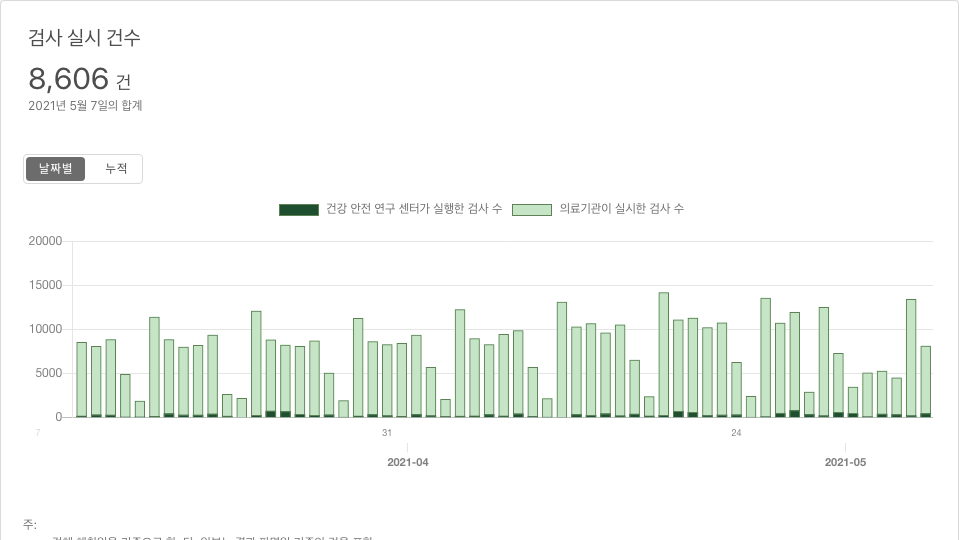 검사 실시 건수
8,606 건
2021년 5월 7일의 합계
날짜별 누적
건강 안전 연구 센터가 실행한 검사 수 의료기관이 실시한 검사 수
20000
15000
10000
5000
0
7 31 24
2021-04 2021-05
주: